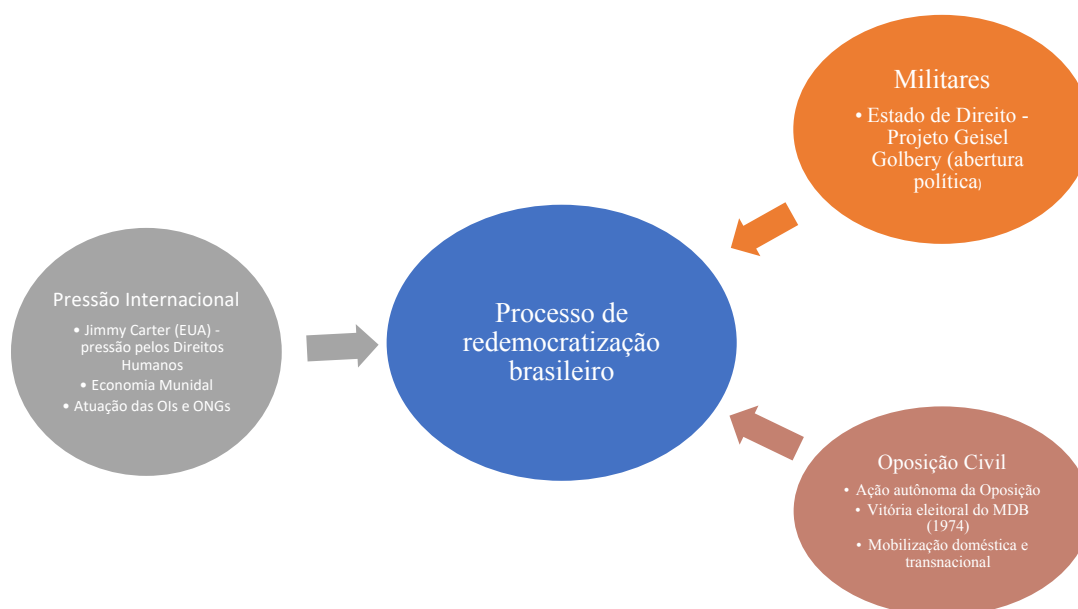 Militares
• Estado de Direito -
Projeto Geisel
Golbery (abertura
política)
Pressão Internacional
• Jimmy Carter (EUA) -
pressão pelos Direitos
Humanos
• Economia Munidal
• Atuação das OIs e ONGs
Processo de
redemocratização
brasileiro
Oposição Civil
• Ação autônoma da Oposição
• Vitória eleitoral do MDB
(1974)
• Mobilização doméstica e
transnacional